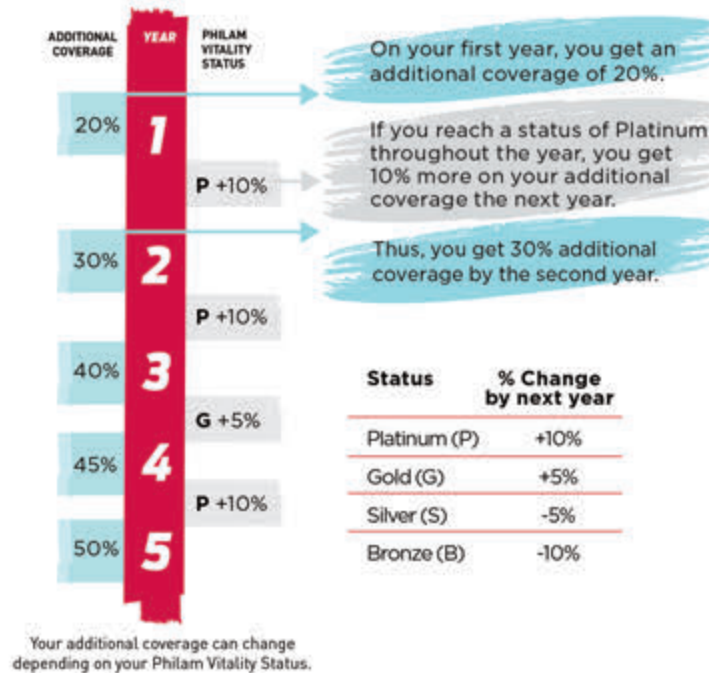 ADDITIONAL COVERAGE
YEAR
PHILAM VITALITY STATUS
20%
1
P +10%
30%
2
P +10%
40%
3
G +5%
45%
4
P +10%
50%
5
Your additional coverage can change
depending on your Philam Vitality Status.
On your first year, you get an
additional coverage of 20%.
If you reach a status of Platinum
throughout the year, you get
10% more on your additional
coverage the next year.
Thus, you get 30% additional
coverage by the second year.
Status % Change by next year
Platinum (P) +10%
Gold (G) +5%
Silver (S) -5%
Bronze (B) -10%